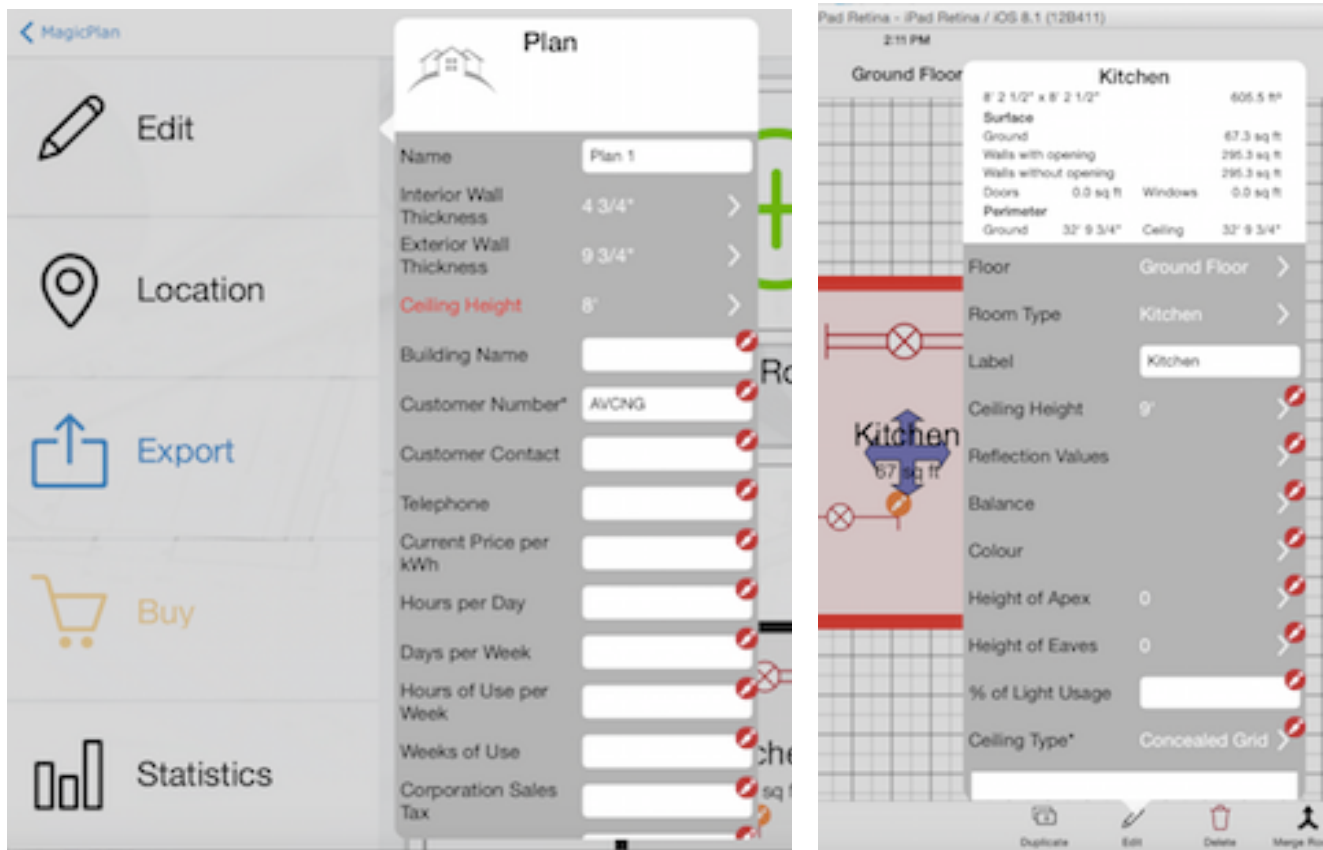 MagicPlan
Edit
Location
Export
Buy
Statistics
Plan
Name Plan 1
Interior Wall
Thickness 4 3/4"
Exterior Wall
Thickness 9 3/4"
Ceiling Height 8'
Building Name
Customer Number* AVCNG
Customer Contact
Telephone
Current Price per
kWh
Hours per Day
Days per Week
Hours of Use per
Week
Weeks of Use
Corporation Sales
Tax
Ro
che
sq f
Pad Retina - iPad Retina / iOS 8.1 (12B411)
2:11 PM
Ground Floor
Kitchen
67 sq ft
Kitchen
8' 2 1/2" x 8' 2 1/2" 605.5 ft³
Surface
Ground 67.3 sq ft
Walls with opening 295.3 sq ft
Walls without opening 295.3 sq ft
Doors 0.0 sq ft Windows 0.0 sq ft
Perimeter
Ground 32' 9 3/4" Ceiling 32' 9 3/4"
Floor Ground Floor
Room Type Kitchen
Label Kitchen
Ceiling Height 9'
Reflection Values
Balance
Colour
Height of Apex 0
Height of Eaves 0
% of Light Usage
Ceiling Type* Concealed Grid
Duplicate Edit Delete Merge Ro